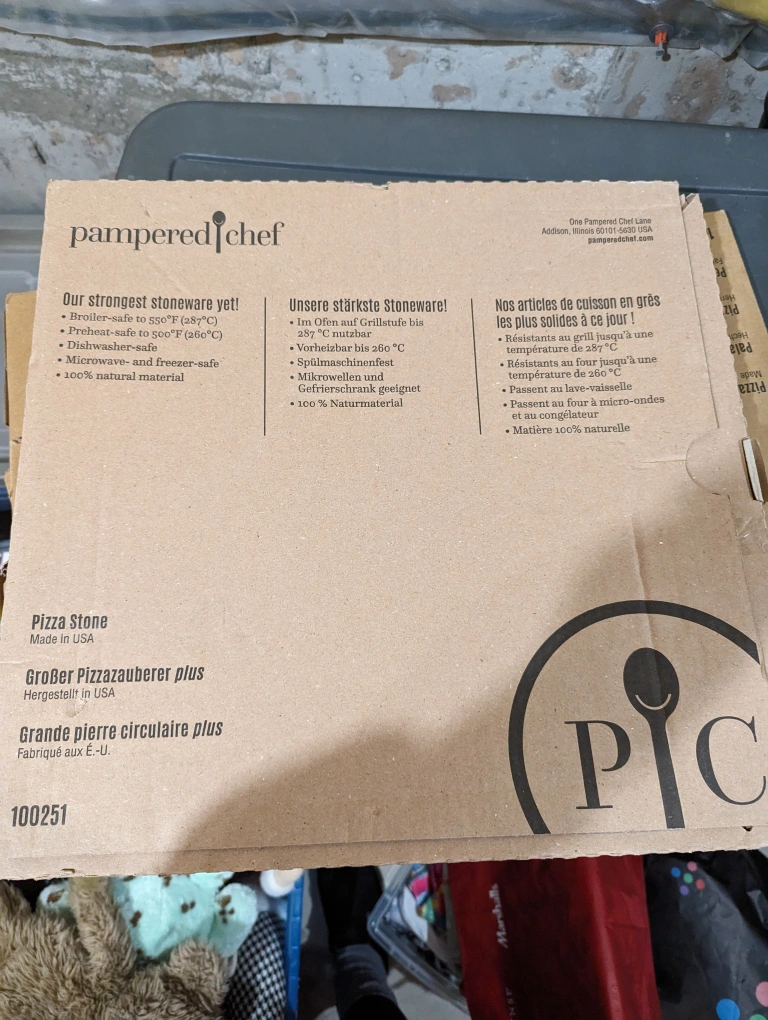 pampered chef
One Pampered Chef Lane
Addison, Illinois 60101-5630 USA
pamperedchef.com
Our strongest stoneware yet!
• Broiler-safe to 550°F (287°C)
• Preheat-safe to 500°F (260°C)
• Dishwasher-safe
• Microwave- and freezer-safe
• 100% natural material
Unsere stärkste Stoneware!
• Im Ofen auf Grillstufe bis
287 °C nutzbar
• Vorheizbar bis 260 °C
• Spülmaschinenfest
• Mikrowellen und
Gefrierschrank geeignet
• 100 % Naturmaterial
Nos articles de cuisson en grès
les plus solides à ce jour !
• Résistants au gril jusqu'à une
température de 287 °C
• Résistants au four jusqu'à une
température de 260 °C
• Passent au lave-vaisselle
• Passent au four à micro-ondes
et au congélateur
• Matière 100% naturelle
Pizza Stone
Made in USA
Großer Pizzazauberer plus
Hergestellt in USA
Grande pierre circulaire plus
Fabriqué aux É.-U.
100251
P C
Marshalls